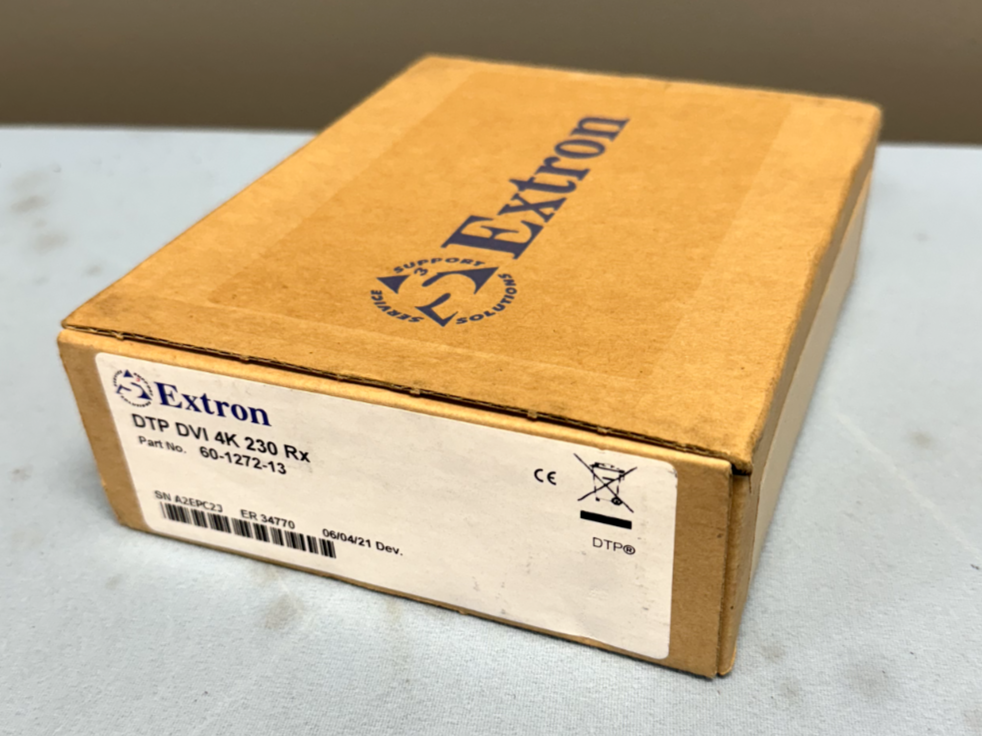 Extron
SUPPORT
SERVICE
SOLUTIONS
3
Extron
DTP DVI 4K 230 Rx
Part No. 60-1272-13
CE
SN A2EPC23 ER 34770 06/04/21 Dev.
DTP®